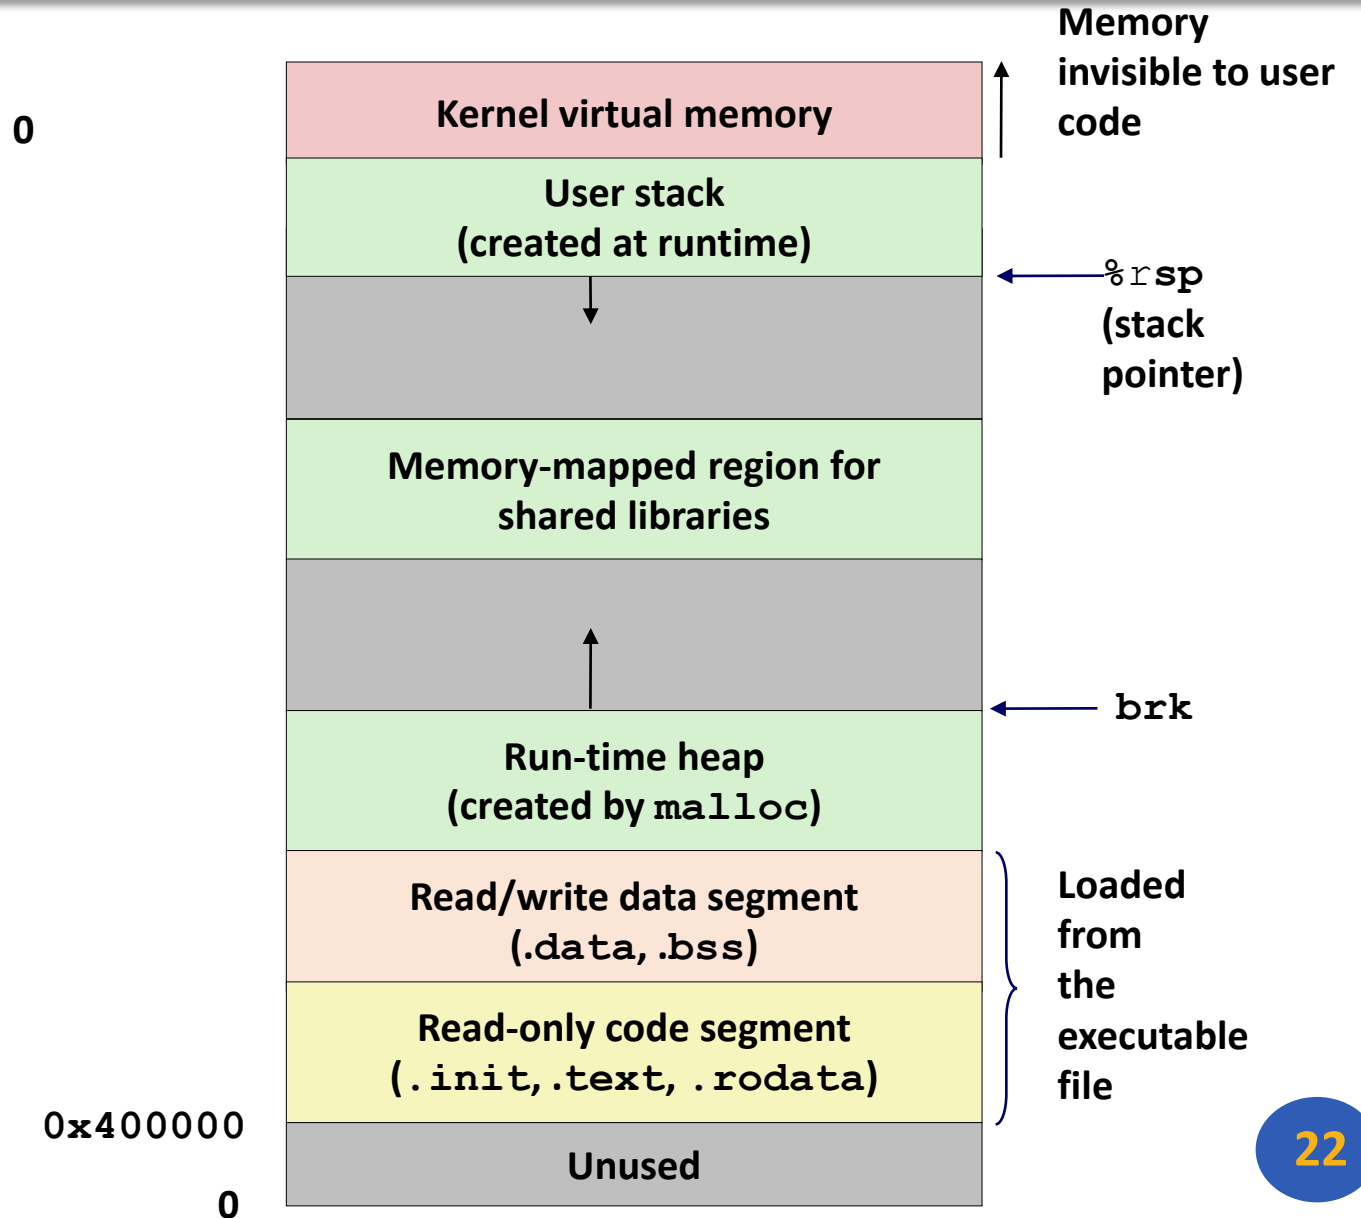 Memory
invisible to user
code
Kernel virtual memory
0
User stack
(created at runtime)
%rsp
(stack
pointer)
Memory-mapped region for
shared libraries
brk
Run-time heap
(created by malloc)
Read/write data segment
(.data, .bss)
Loaded
from
the
executable
file
Read-only code segment
(.init, .text, .rodata)
0x400000
Unused
0
22